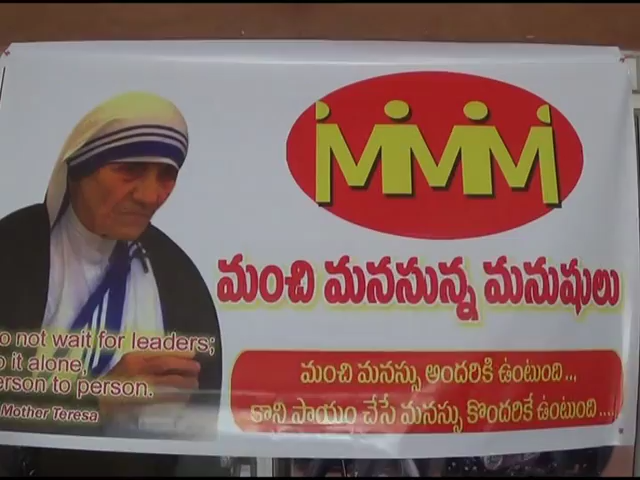 MMM
మంచి మనసున్న మనుషులు
మంచి మనస్సు అందరికి ఉంటుంది...
కాని సాయం చేసే మనస్సు కొందరికే ఉంటుంది....
o not wait for leaders;
o it alone,
erson to person.
Mother Teresa